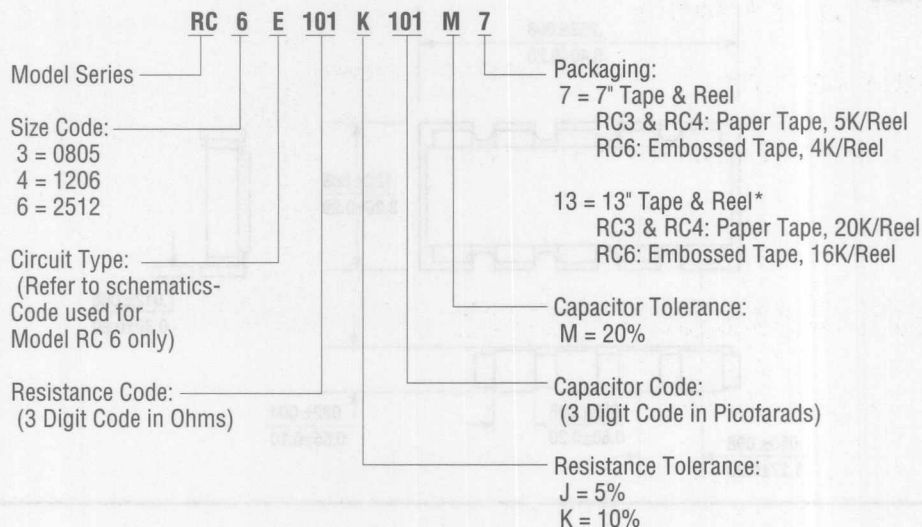 RC 6 E 101 K 101 M 7
Model Series
Size Code:
3 = 0805
4 = 1206
6 = 2512
Circuit Type:
(Refer to schematics-
Code used for
Model RC 6 only)
Resistance Code:
(3 Digit Code in Ohms)
Packaging:
7 = 7" Tape & Reel
RC3 & RC4: Paper Tape, 5K/Reel
RC6: Embossed Tape, 4K/Reel
13 = 13" Tape & Reel*
RC3 & RC4: Paper Tape, 20K/Reel
RC6: Embossed Tape, 16K/Reel
Capacitor Tolerance:
M = 20%
Capacitor Code:
(3 Digit Code in Picofarads)
Resistance Tolerance:
J = 5%
K = 10%